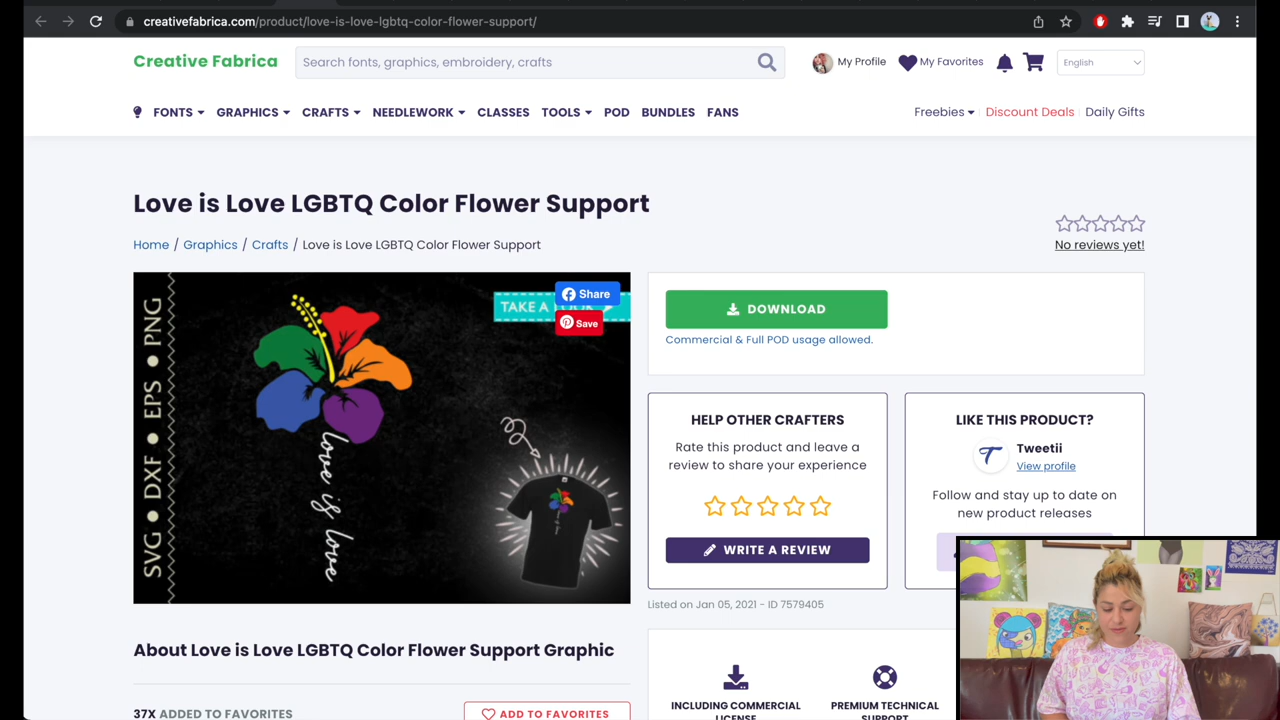 creativefabrica.com/product/love-is-love-lgbtq-color-flower-support/
Creative Fabrica
Search fonts, graphics, embroidery, crafts
My Profile
My Favorites
English
FONTS
GRAPHICS
CRAFTS
NEEDLEWORK
CLASSES
TOOLS
POD
BUNDLES
FANS
Freebies
Discount Deals
Daily Gifts
Love is Love LGBTQ Color Flower Support
Home / Graphics / Crafts / Love is Love LGBTQ Color Flower Support
No reviews yet!
SVG ● DXF ● EPS ● PNG
love is love
TAKE A
Share
Save
DOWNLOAD
Commercial & Full POD usage allowed.
HELP OTHER CRAFTERS
Rate this product and leave a
review to share your experience
WRITE A REVIEW
LIKE THIS PRODUCT?
Tweetii
View profile
Follow and stay up to date on
new product releases
Listed on Jan 05, 2021 - ID 7579405
About Love is Love LGBTQ Color Flower Support Graphic
37X ADDED TO FAVORITES
ADD TO FAVORITES
INCLUDING COMMERCIAL
LICENSE
PREMIUM TECHNICAL
SUPPORT